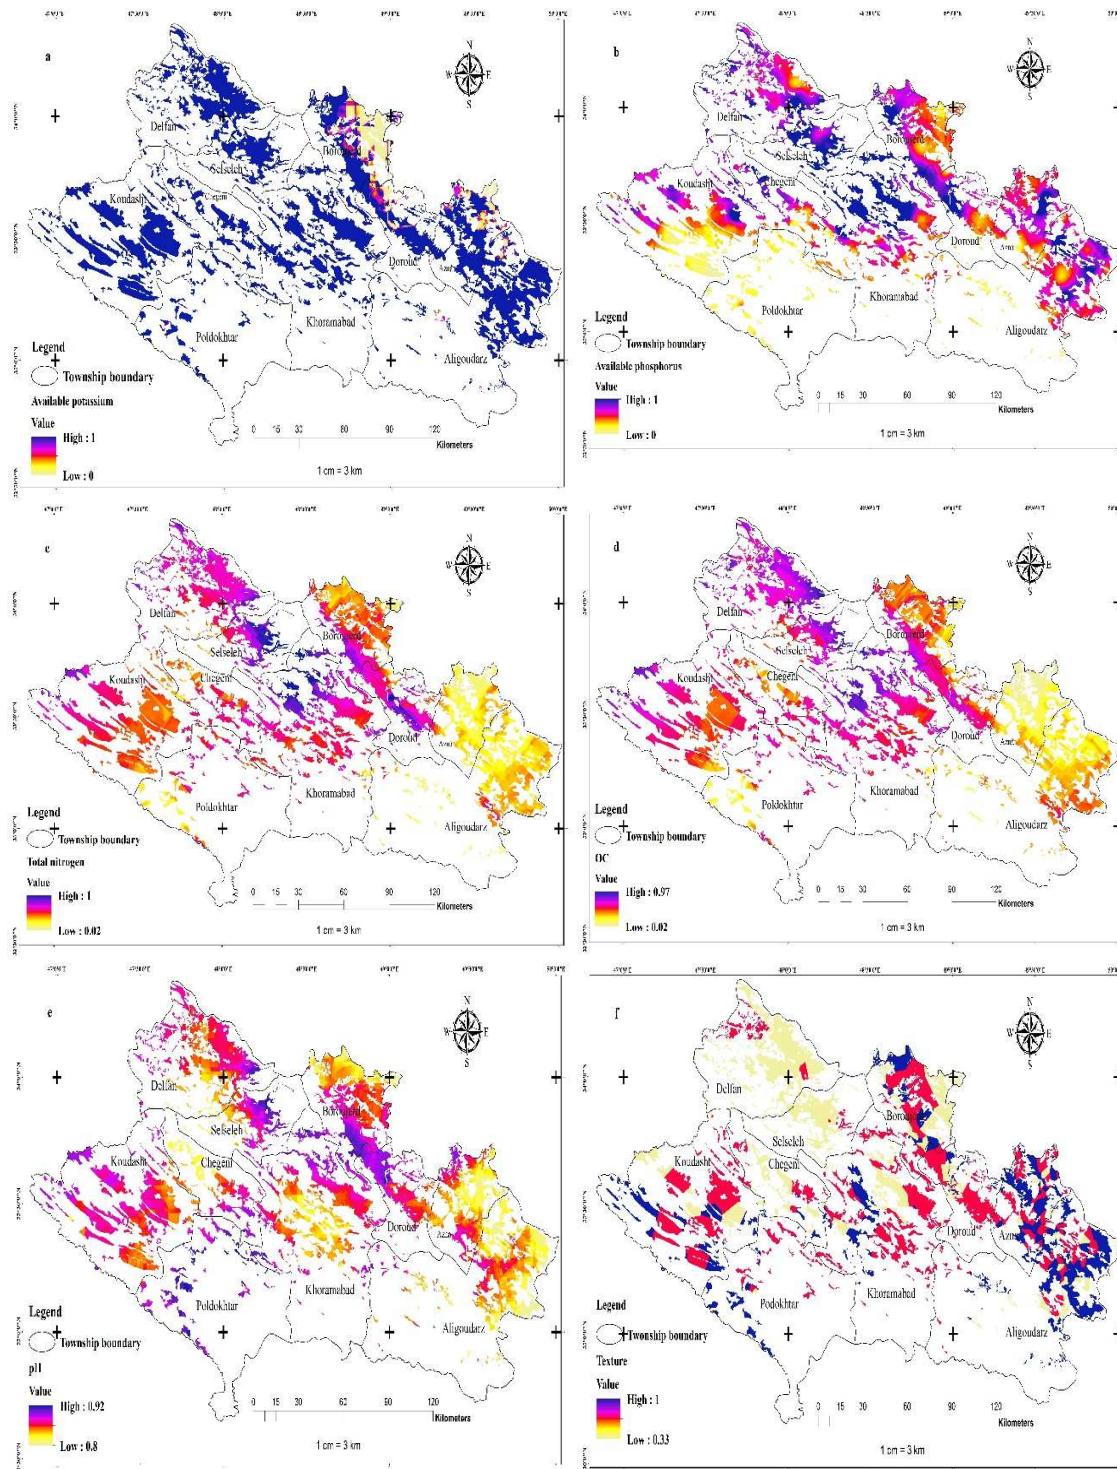 a
N
W E
S
Delfan
Selseleh
Boroujerd
Koudasht
Chegeni
Doroud
Azna
Khoramabad
Poldokhtar
Aligoudarz
Legend
Township boundary
Available potassium
Value
High : 1
Low : 0
0 15 30 60 90 120
Kilometers
1 cm = 3 km
b
N
W E
S
Delfan
Selseleh
Boroujerd
Koudasht
Chegeni
Doroud
Azna
Khoramabad
Poldokhtar
Aligoudarz
Legend
Township boundary
Available phosphorus
Value
High : 1
Low : 0
0 15 30 60 90 120
Kilometers
1 cm = 3 km
c
N
W E
S
Delfan
Selseleh
Boroujerd
Koudasht
Chegeni
Doroud
Azna
Khoramabad
Poldokhtar
Aligoudarz
Legend
Township boundary
Total nitrogen
Value
High : 1
Low : 0.02
0 15 30 60 90 120
Kilometers
1 cm = 3 km
d
N
W E
S
Delfan
Selseleh
Boroujerd
Koudasht
Chegeni
Doroud
Azna
Khoramabad
Poldokhtar
Aligoudarz
Legend
Township boundary
OC
Value
High : 0.97
Low : 0.02
0 15 30 60 90 120
Kilometers
1 cm = 3 km
e
N
W E
S
Delfan
Selseleh
Boroujerd
Koudasht
Chegeni
Doroud
Azna
Khoramabad
Poldokhtar
Aligoudarz
Legend
Township boundary
pH
Value
High : 0.92
Low : 0.8
0 15 30 60 90 120
Kilometers
1 cm = 3 km
f
N
W E
S
Delfan
Selseleh
Boroujerd
Koudasht
Chegeni
Doroud
Azna
Khoramabad
Podokhtar
Aligoudarz
Legend
Twonship boundary
Texture
Value
High : 1
Low : 0.33
0 15 30 60 90 120
Kilometers
1 cm = 3 km